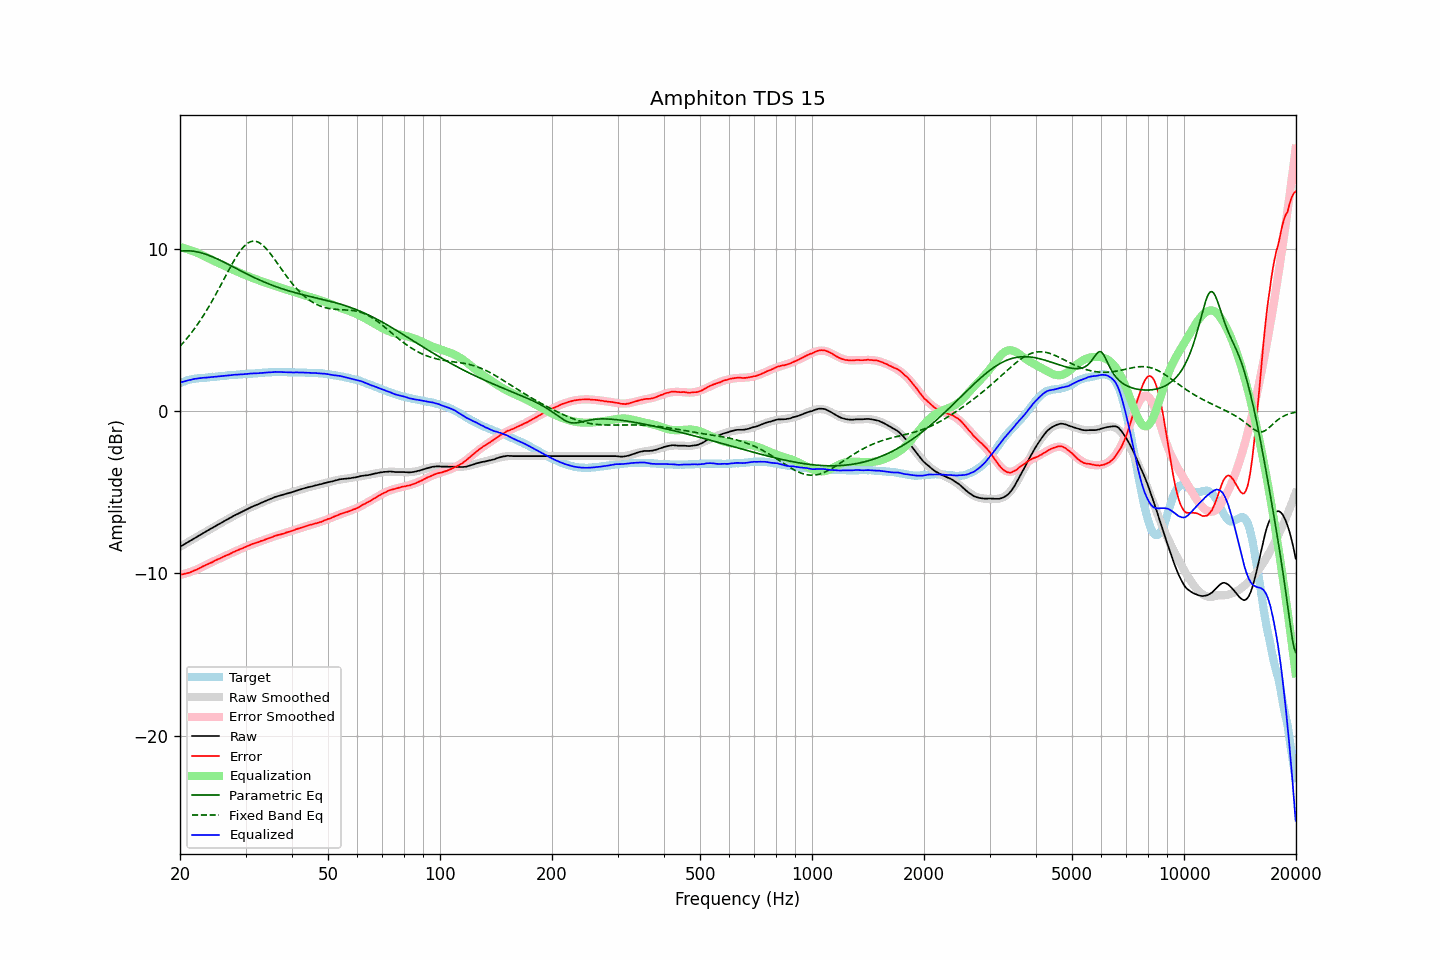 Amphiton TDS 15
Amplitude (dBr)
10
0
−10
−20
Target
Raw Smoothed
Error Smoothed
Raw
Error
Equalization
Parametric Eq
Fixed Band Eq
Equalized
20 50 100 200 500 1000 2000 5000 10000 20000
Frequency (Hz)